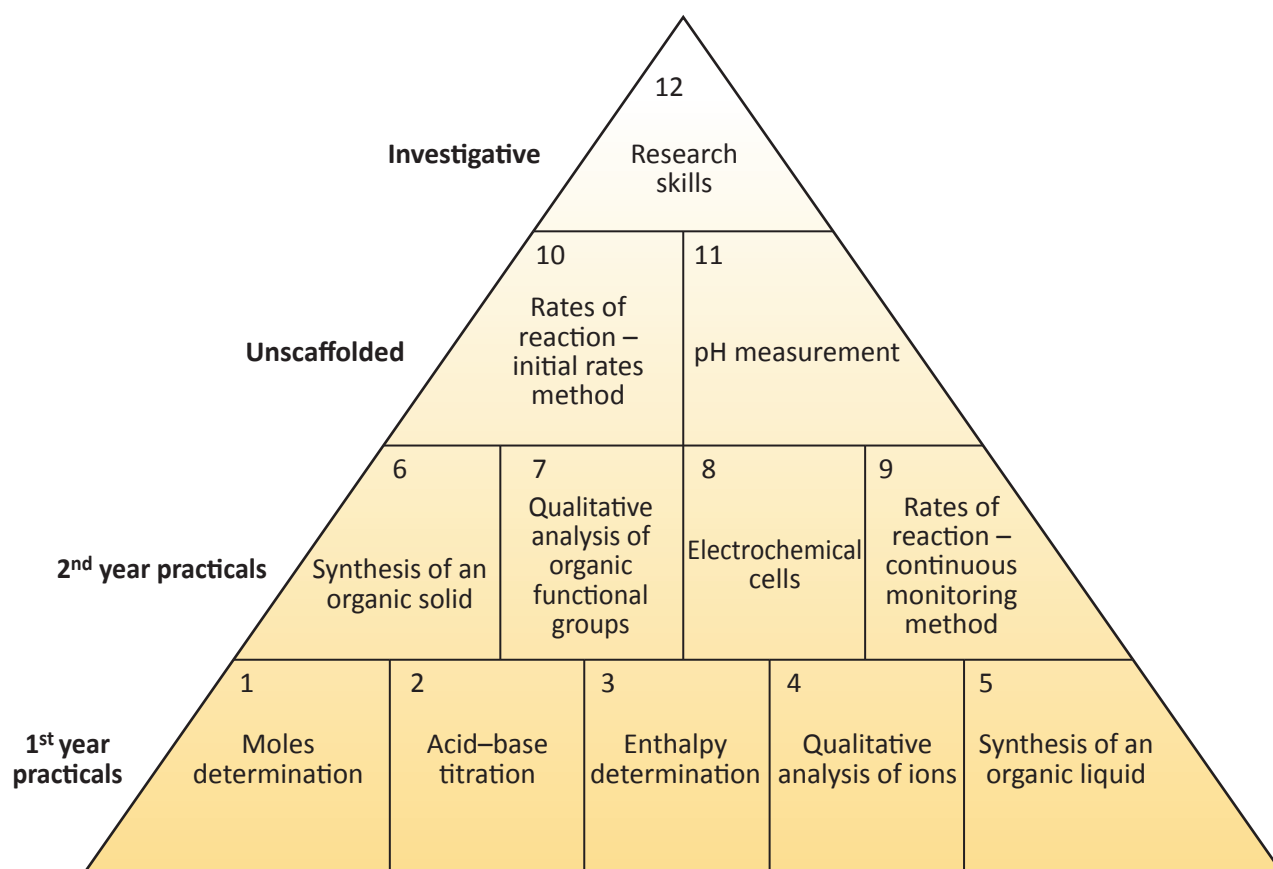 12
Investigative
Research
skills
10
11
Unscaffolded
Rates of
reaction –
initial rates
method
pH measurement
6
7
8
9
2nd year practicals
Synthesis of an
organic solid
Qualitative
analysis of
organic
functional
groups
Electrochemical
cells
Rates of
reaction –
continuous
monitoring
method
1
2
3
4
5
1st year
practicals
Moles
determination
Acid–base
titration
Enthalpy
determination
Qualitative
analysis of ions
Synthesis of an
organic liquid